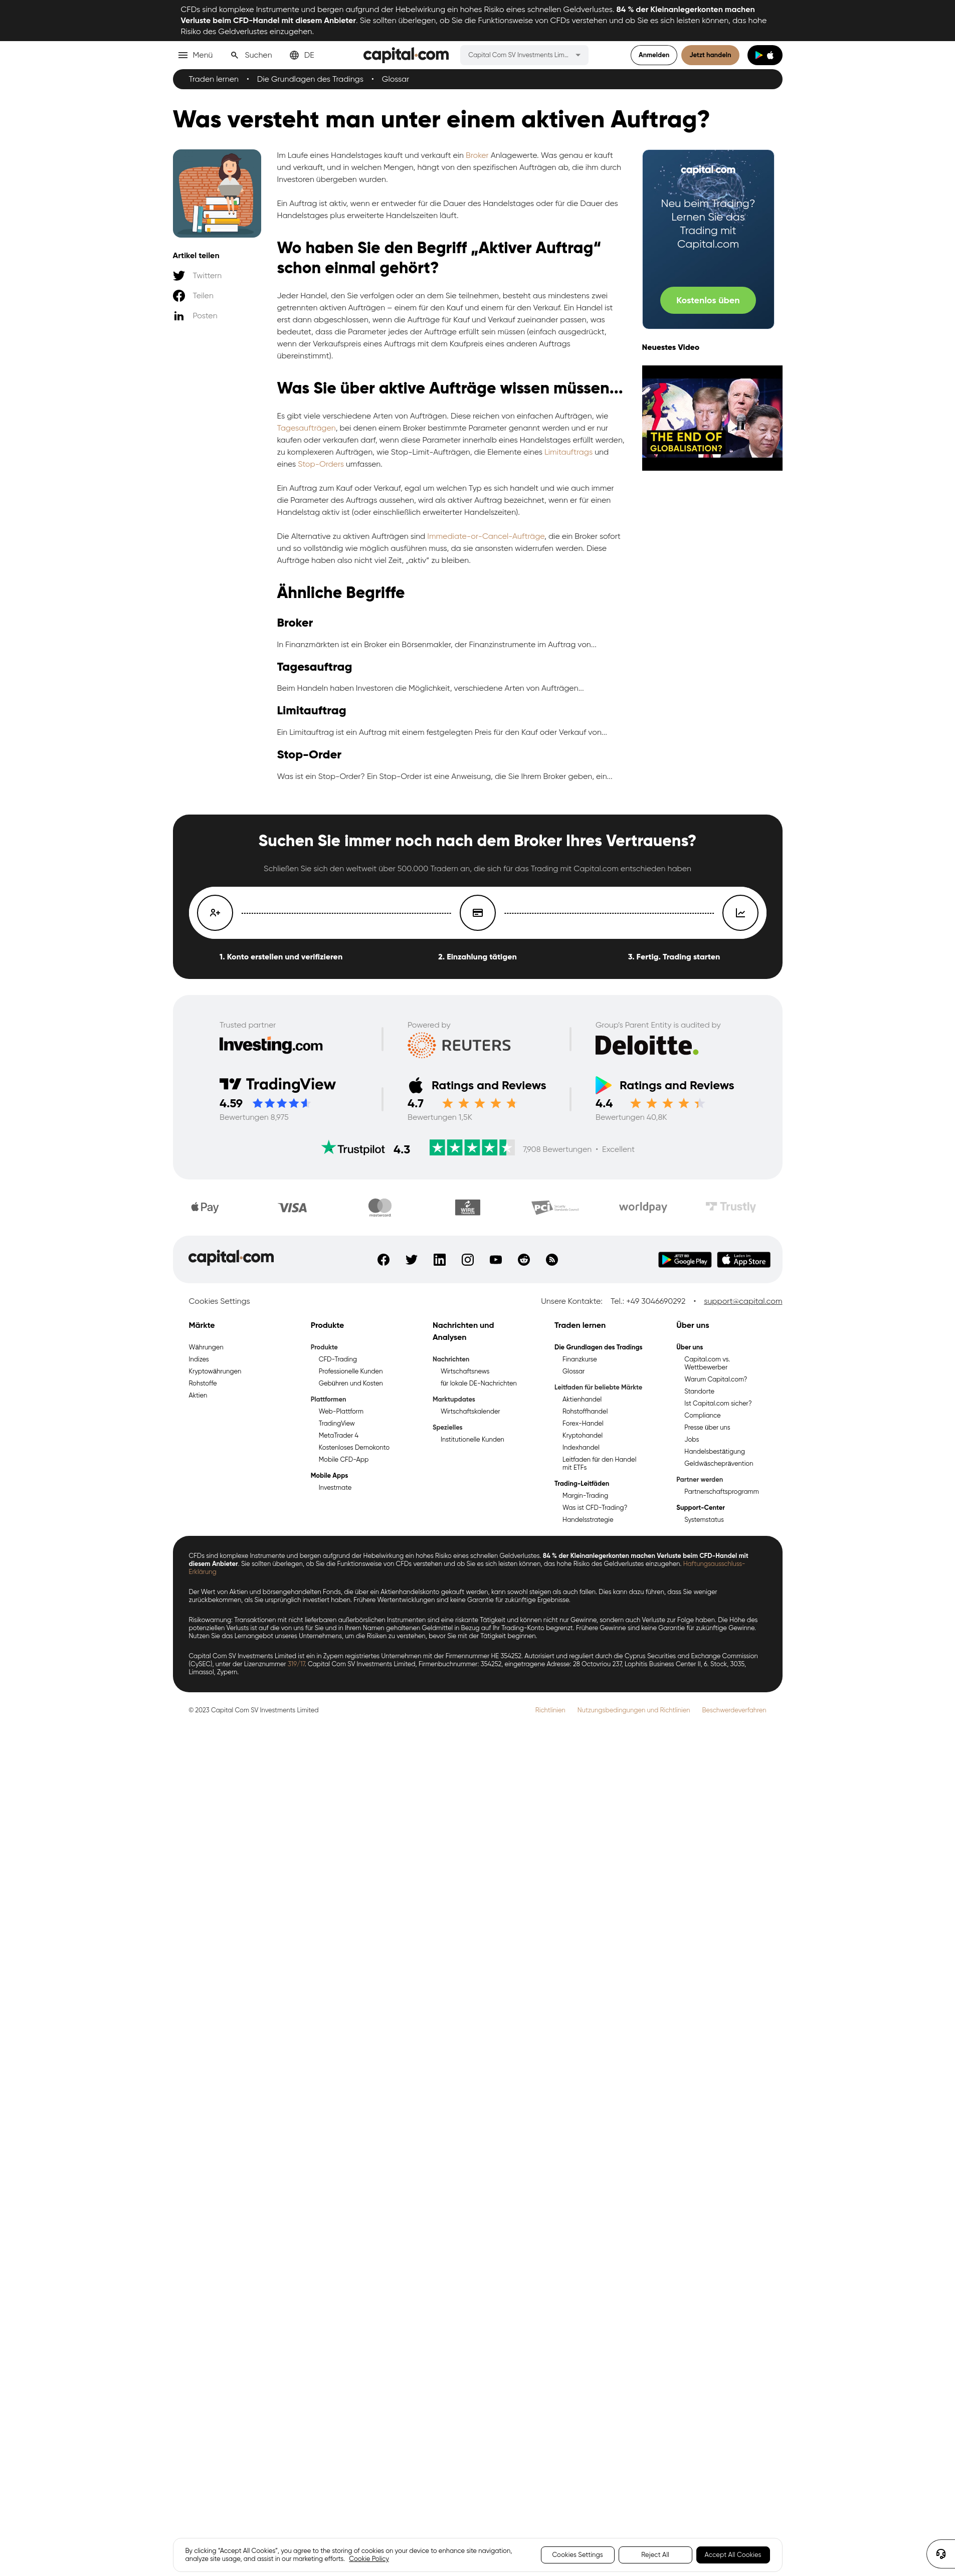 CFDs sind komplexe Instrumente und bergen aufgrund der Hebelwirkung ein hohes Risiko eines schnellen Geldverlustes. 84 % der Kleinanlegerkonten machen
Verluste beim CFD-Handel mit diesem Anbieter. Sie sollten überlegen, ob Sie die Funktionsweise von CFDs verstehen und ob Sie es sich leisten können, das hohe
Risiko des Geldverlustes einzugehen.
Menü
Suchen
DE
capital.com
Capital Com SV Investments Lim...
Anmelden
Jetzt handeln
Traden lernen • Die Grundlagen des Tradings • Glossar
Was versteht man unter einem aktiven Auftrag?
Artikel teilen
Twittern
Teilen
Posten
Im Laufe eines Handelstages kauft und verkauft ein Broker Anlagewerte. Was genau er kauft
und verkauft, und in welchen Mengen, hängt von den spezifischen Aufträgen ab, die ihm durch
Investoren übergeben wurden.
Ein Auftrag ist aktiv, wenn er entweder für die Dauer des Handelstages oder für die Dauer des
Handelstages plus erweiterte Handelszeiten läuft.
Wo haben Sie den Begriff „Aktiver Auftrag“
schon einmal gehört?
Jeder Handel, den Sie verfolgen oder an dem Sie teilnehmen, besteht aus mindestens zwei
getrennten aktiven Aufträgen – einem für den Kauf und einem für den Verkauf. Ein Handel ist
erst dann abgeschlossen, wenn die Aufträge für Kauf und Verkauf zueinander passen, was
bedeutet, dass die Parameter jedes der Aufträge erfüllt sein müssen (einfach ausgedrückt,
wenn der Verkaufspreis eines Auftrags mit dem Kaufpreis eines anderen Auftrags
übereinstimmt).
Was Sie über aktive Aufträge wissen müssen...
Es gibt viele verschiedene Arten von Aufträgen. Diese reichen von einfachen Aufträgen, wie
Tagesaufträgen, bei denen einem Broker bestimmte Parameter genannt werden und er nur
kaufen oder verkaufen darf, wenn diese Parameter innerhalb eines Handelstages erfüllt werden,
zu komplexeren Aufträgen, wie Stop-Limit-Aufträgen, die Elemente eines Limitauftrags und
eines Stop-Orders umfassen.
Ein Auftrag zum Kauf oder Verkauf, egal um welchen Typ es sich handelt und wie auch immer
die Parameter des Auftrags aussehen, wird als aktiver Auftrag bezeichnet, wenn er für einen
Handelstag aktiv ist (oder einschließlich erweiterter Handelszeiten).
Die Alternative zu aktiven Aufträgen sind Immediate-or-Cancel-Aufträge, die ein Broker sofort
und so vollständig wie möglich ausführen muss, da sie ansonsten widerrufen werden. Diese
Aufträge haben also nicht viel Zeit, „aktiv“ zu bleiben.
Ähnliche Begriffe
Broker
In Finanzmärkten ist ein Broker ein Börsenmakler, der Finanzinstrumente im Auftrag von...
Tagesauftrag
Beim Handeln haben Investoren die Möglichkeit, verschiedene Arten von Aufträgen...
Limitauftrag
Ein Limitauftrag ist ein Auftrag mit einem festgelegten Preis für den Kauf oder Verkauf von...
Stop-Order
Was ist ein Stop-Order? Ein Stop-Order ist eine Anweisung, die Sie Ihrem Broker geben, ein...
capital.com
Neu beim Trading?
Lernen Sie das
Trading mit
Capital.com
Kostenlos üben
Neuestes Video
THE END OF
GLOBALISATION?
Suchen Sie immer noch nach dem Broker Ihres Vertrauens?
Schließen Sie sich den weltweit über 500.000 Tradern an, die sich für das Trading mit Capital.com entschieden haben
1. Konto erstellen und verifizieren
2. Einzahlung tätigen
3. Fertig. Trading starten
Trusted partner
Investing.com
Powered by
REUTERS
Group's Parent Entity is audited by
Deloitte.
TradingView
4.59
Bewertungen 8,975
Ratings and Reviews
4.7
Bewertungen 1,5K
Ratings and Reviews
4.4
Bewertungen 40,8K
Trustpilot 4.3
7,908 Bewertungen • Excellent
Pay
VISA
mastercard
WIRE
PCI
worldpay
Trustly
capital.com
JETZT BEI
Google Play
Laden im
App Store
Cookies Settings
Unsere Kontakte: Tel.: +49 3046690292 • support@capital.com
Märkte
Währungen
Indizes
Kryptowährungen
Rohstoffe
Aktien
Produkte
Produkte
CFD-Trading
Professionelle Kunden
Gebühren und Kosten
Plattformen
Web-Plattform
TradingView
MetaTrader 4
Kostenloses Demokonto
Mobile CFD-App
Mobile Apps
Investmate
Nachrichten und
Analysen
Nachrichten
Wirtschaftsnews
für lokale DE-Nachrichten
Marktupdates
Wirtschaftskalender
Spezielles
Institutionelle Kunden
Traden lernen
Die Grundlagen des Tradings
Finanzkurse
Glossar
Leitfaden für beliebte Märkte
Aktienhandel
Rohstoffhandel
Forex-Handel
Kryptohandel
Indexhandel
Leitfaden für den Handel
mit ETFs
Trading-Leitfäden
Margin-Trading
Was ist CFD-Trading?
Handelsstrategie
Über uns
Über uns
Capital.com vs.
Wettbewerber
Warum Capital.com?
Standorte
Ist Capital.com sicher?
Compliance
Presse über uns
Jobs
Handelsbestätigung
Geldwäscheprävention
Partner werden
Partnerschaftsprogramm
Support-Center
Systemstatus
CFDs sind komplexe Instrumente und bergen aufgrund der Hebelwirkung ein hohes Risiko eines schnellen Geldverlustes. 84 % der Kleinanlegerkonten machen Verluste beim CFD-Handel mit
diesem Anbieter. Sie sollten überlegen, ob Sie die Funktionsweise von CFDs verstehen und ob Sie es sich leisten können, das hohe Risiko des Geldverlustes einzugehen. Haftungsausschluss-
Erklärung
Der Wert von Aktien und börsengehandelten Fonds, die über ein Aktienhandelskonto gekauft werden, kann sowohl steigen als auch fallen. Dies kann dazu führen, dass Sie weniger
zurückbekommen, als Sie ursprünglich investiert haben. Frühere Wertentwicklungen sind keine Garantie für zukünftige Ergebnisse.
Risikowarnung: Transaktionen mit nicht lieferbaren außerbörslichen Instrumenten sind eine riskante Tätigkeit und können nicht nur Gewinne, sondern auch Verluste zur Folge haben. Die Höhe des
potenziellen Verlusts ist auf die von uns für Sie und in Ihrem Namen gehaltenen Geldmittel in Bezug auf Ihr Trading-Konto begrenzt. Frühere Gewinne sind keine Garantie für zukünftige Gewinne.
Nutzen Sie das Lernangebot unseres Unternehmens, um die Risiken zu verstehen, bevor Sie mit der Tätigkeit beginnen.
Capital Com SV Investments Limited ist ein in Zypern registriertes Unternehmen mit der Firmennummer HE 354252. Autorisiert und reguliert durch die Cyprus Securities and Exchange Commission
(CySEC), unter der Lizenznummer 319/17. Capital Com SV Investments Limited, Firmenbuchnummer: 354252, eingetragene Adresse: 28 Octovriou 237, Lophitis Business Center II, 6. Stock, 3035,
Limassol, Zypern.
© 2023 Capital Com SV Investments Limited
Richtlinien
Nutzungsbedingungen und Richtlinien
Beschwerdeverfahren
By clicking “Accept All Cookies”, you agree to the storing of cookies on your device to enhance site navigation,
analyze site usage, and assist in our marketing efforts. Cookie Policy
Cookies Settings
Reject All
Accept All Cookies